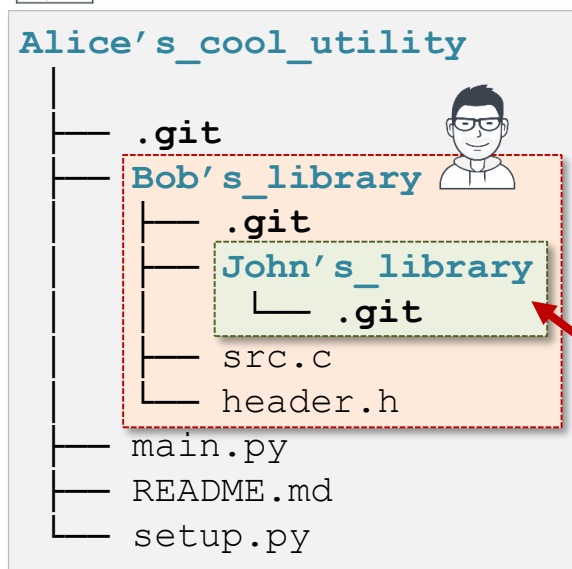 Alice’s_cool_utility
.git
Bob’s_library
.git
John’s_library
.git
src.c
header.h
main.py
README.md
setup.py